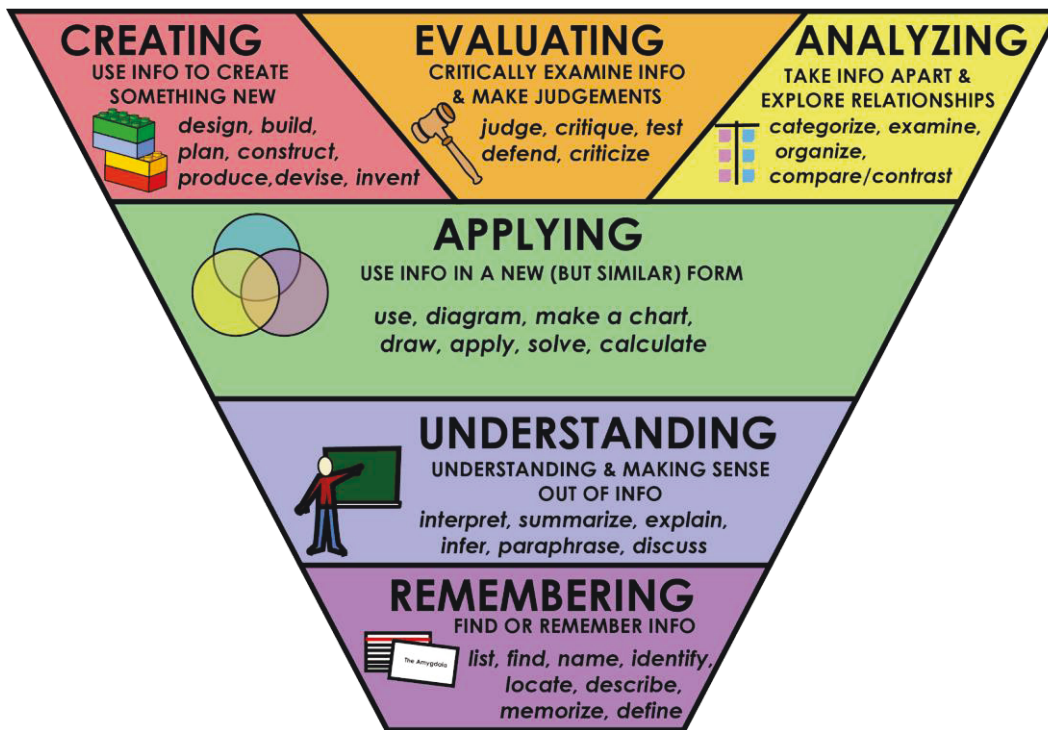 CREATING
USE INFO TO CREATE
SOMETHING NEW
design, build,
plan, construct,
produce,devise, invent
EVALUATING
CRITICALLY EXAMINE INFO
& MAKE JUDGEMENTS
judge, critique, test
defend, criticize
ANALYZING
TAKE INFO APART &
EXPLORE RELATIONSHIPS
categorize, examine,
organize,
compare/contrast
APPLYING
USE INFO IN A NEW (BUT SIMILAR) FORM
use, diagram, make a chart,
draw, apply, solve, calculate
UNDERSTANDING
UNDERSTANDING & MAKING SENSE
OUT OF INFO
interpret, summarize, explain,
infer, paraphrase, discuss
REMEMBERING
FIND OR REMEMBER INFO
The Amygdala
list, find, name, identify,
locate, describe,
memorize, define